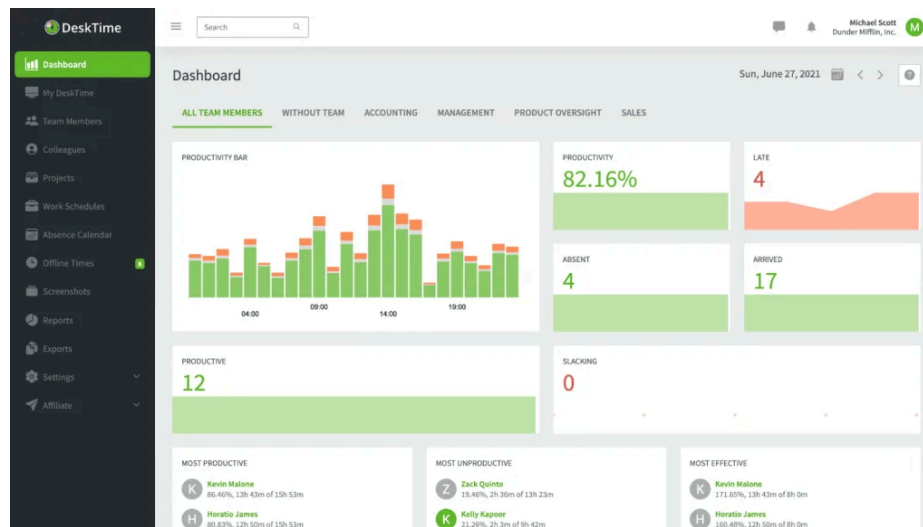 DeskTime
Search
Michael Scott
Dunder Mifflin, Inc.
M
Dashboard
My DeskTime
Team Members
Colleagues
Projects
Work Schedules
Absence Calendar
Offline Times
8
Screenshots
Reports
Exports
Settings
Affiliate
Dashboard
Sun, June 27, 2021
?
ALL TEAM MEMBERS WITHOUT TEAM ACCOUNTING MANAGEMENT PRODUCT OVERSIGHT SALES
PRODUCTIVITY BAR
04:00 09:00 14:00 19:00
PRODUCTIVITY
82.16%
LATE
4
ABSENT
4
ARRIVED
17
PRODUCTIVE
12
SLACKING
0
MOST PRODUCTIVE
K Kevin Malone
86.46%, 13h 43m of 15h 53m
H Horatio James
80.83%, 12h 50m of 15h 53m
MOST UNPRODUCTIVE
Z Zack Quinto
19.46%, 2h 36m of 13h 23m
K Kelly Kapoor
21.26%, 2h 3m of 9h 42m
MOST EFFECTIVE
K Kevin Malone
171.65%, 13h 43m of 8h 0m
H Horatio James
160.48%, 12h 50m of 8h 0m